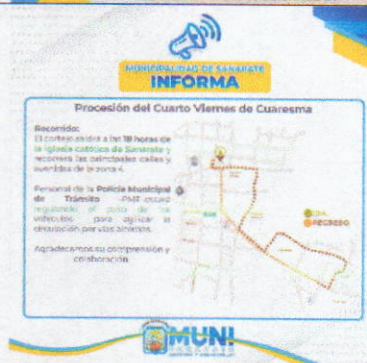 MUNICIPALIDAD DE SANARATE
INFORMA
Procesión del Cuarto Viernes de Cuaresma
Recorrido:
El cortejo saldrá a las 18 horas de
la iglesia católica de Sanarate y
recorrerá las principales calles y
avenidas de la zona 4.
Personal de la Policía Municipal
de Tránsito -PMT- estará
regulando el paso de los
vehículos para agilizar la
circulación por vías alternas.
Agradecemos su comprensión y
colaboración.
IDA
REGRESO
MUNI
SANARATE